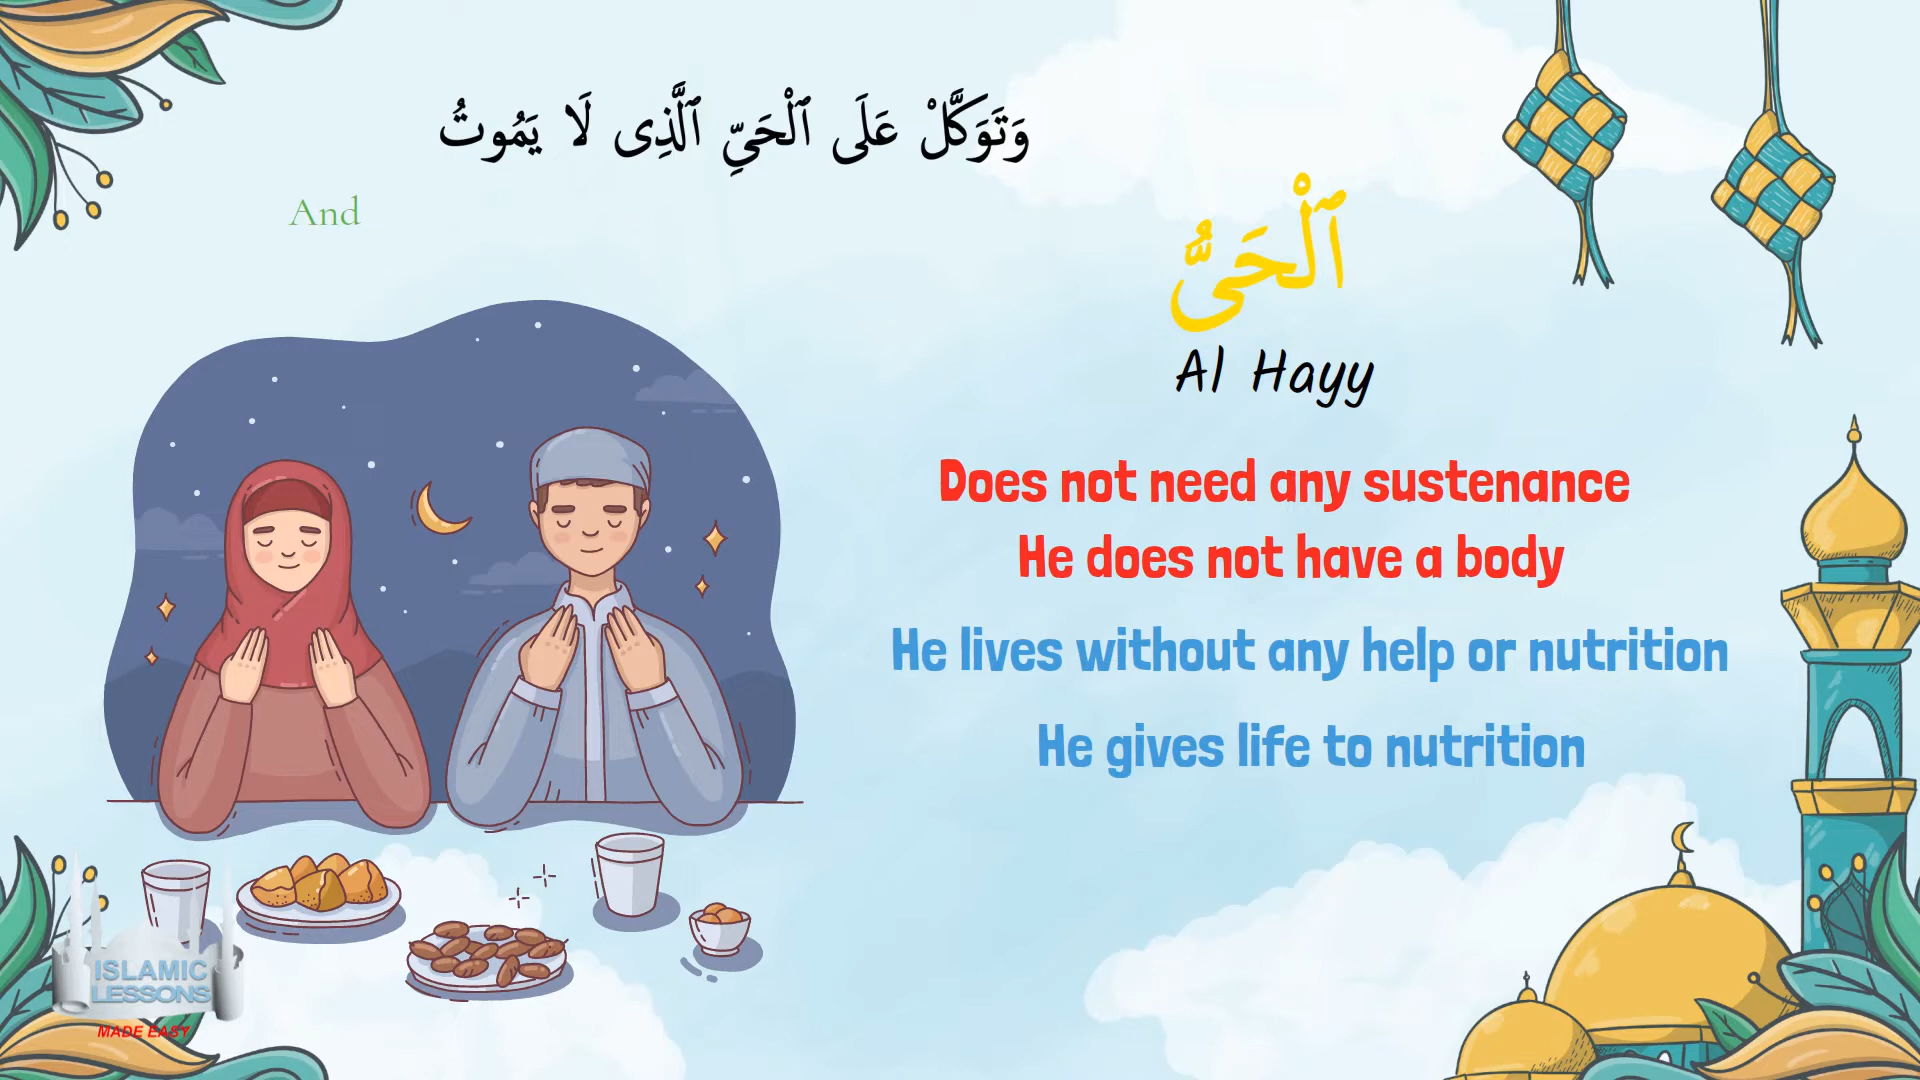 وَتَوَكَّلْ عَلَى ٱلْحَيِّ ٱلَّذِى لَا يَمُوتُ
And
ٱلْحَىُّ
Al Hayy
Does not need any sustenance
He does not have a body
He lives without any help or nutrition
He gives life to nutrition
ISLAMIC
LESSONS
MADE EASY